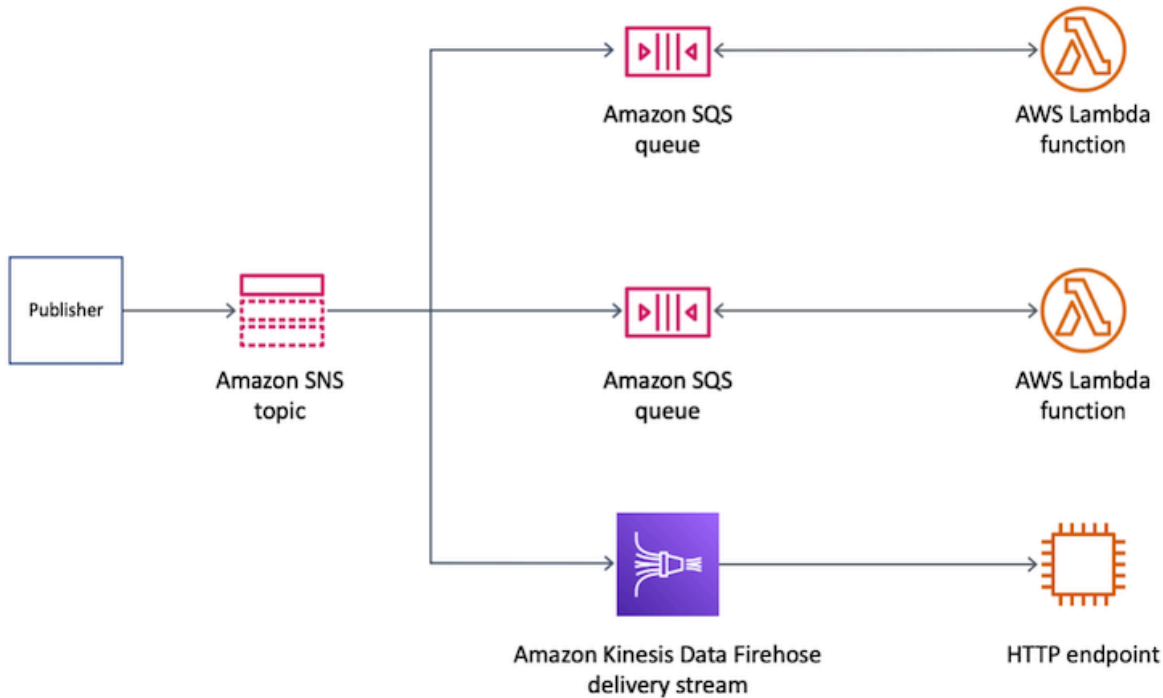 Amazon SQS
queue
AWS Lambda
function
Publisher
Amazon SNS
topic
Amazon SQS
queue
AWS Lambda
function
Amazon Kinesis Data Firehose
delivery stream
HTTP endpoint